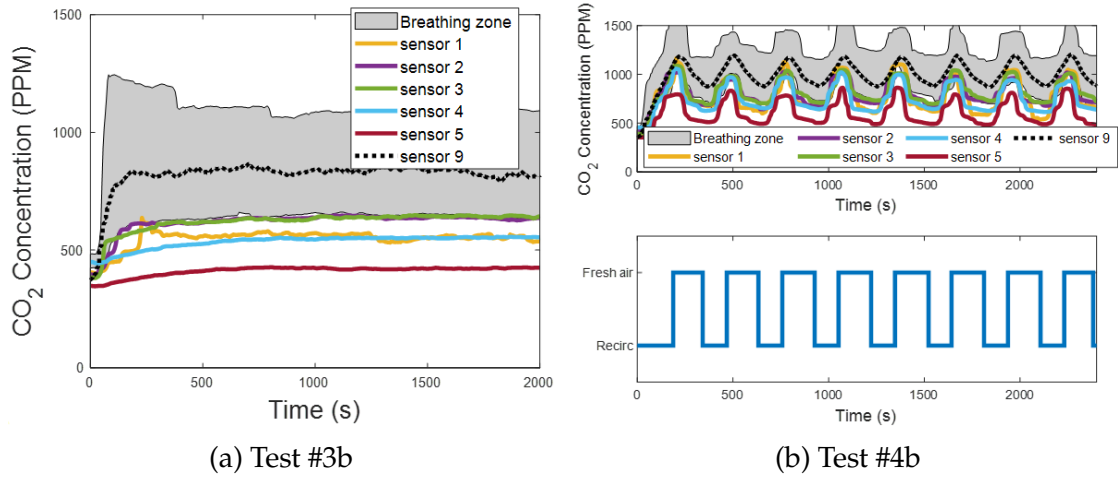 1500
1000
500
0
CO2 Concentration (PPM)
Breathing zone
sensor 1
sensor 2
sensor 3
sensor 4
sensor 5
sensor 9
0
500
1000
1500
2000
Time (s)
(a) Test #3b
1500
1000
500
0
CO2 Concentration (PPM)
Breathing zone
sensor 2
sensor 4
sensor 9
sensor 1
sensor 3
sensor 5
0
500
1000
1500
2000
Time (s)
Fresh air
Recirc
0
500
1000
1500
2000
Time (s)
(b) Test #4b